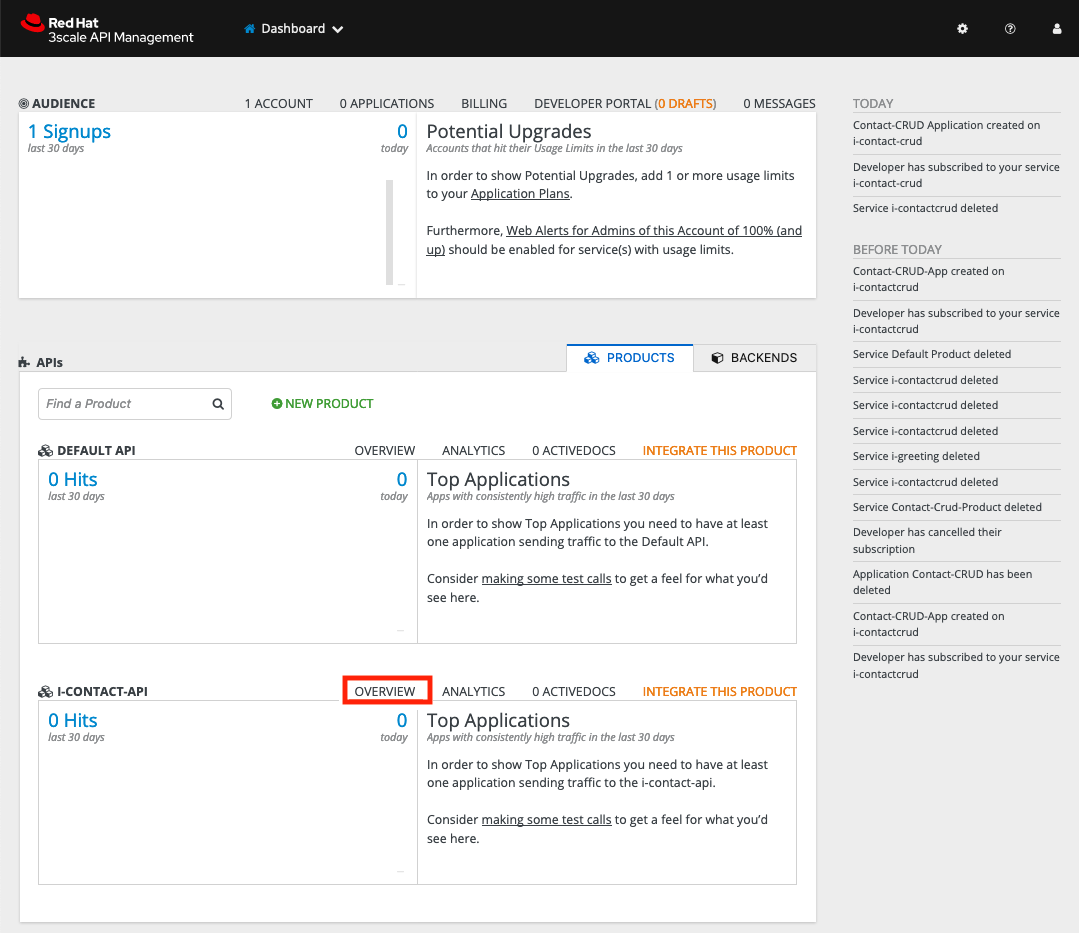 Red Hat
3scale API Management
Dashboard
AUDIENCE
1 ACCOUNT
0 APPLICATIONS
BILLING
DEVELOPER PORTAL (0 DRAFTS)
0 MESSAGES
1 Signups
last 30 days
0
today
Potential Upgrades
Accounts that hit their Usage Limits in the last 30 days
In order to show Potential Upgrades, add 1 or more usage limits
to your Application Plans.
Furthermore, Web Alerts for Admins of this Account of 100% (and
up) should be enabled for service(s) with usage limits.
APIs
PRODUCTS
BACKENDS
Find a Product
NEW PRODUCT
DEFAULT API
OVERVIEW
ANALYTICS
0 ACTIVEDOCS
INTEGRATE THIS PRODUCT
0 Hits
last 30 days
0
today
Top Applications
Apps with consistently high traffic in the last 30 days
In order to show Top Applications you need to have at least
one application sending traffic to the Default API.
Consider making some test calls to get a feel for what you'd
see here.
I-CONTACT-API
OVERVIEW
ANALYTICS
0 ACTIVEDOCS
INTEGRATE THIS PRODUCT
0 Hits
last 30 days
0
today
Top Applications
Apps with consistently high traffic in the last 30 days
In order to show Top Applications you need to have at least
one application sending traffic to the i-contact-api.
Consider making some test calls to get a feel for what you'd
see here.
TODAY
Contact-CRUD Application created on
i-contact-crud
Developer has subscribed to your service
i-contact-crud
Service i-contactcrud deleted
BEFORE TODAY
Contact-CRUD-App created on
i-contactcrud
Developer has subscribed to your service
i-contactcrud
Service Default Product deleted
Service i-contactcrud deleted
Service i-contactcrud deleted
Service i-contactcrud deleted
Service i-greeting deleted
Service i-contactcrud deleted
Service Contact-Crud-Product deleted
Developer has cancelled their
subscription
Application Contact-CRUD has been
deleted
Contact-CRUD-App created on
i-contactcrud
Developer has subscribed to your service
i-contactcrud